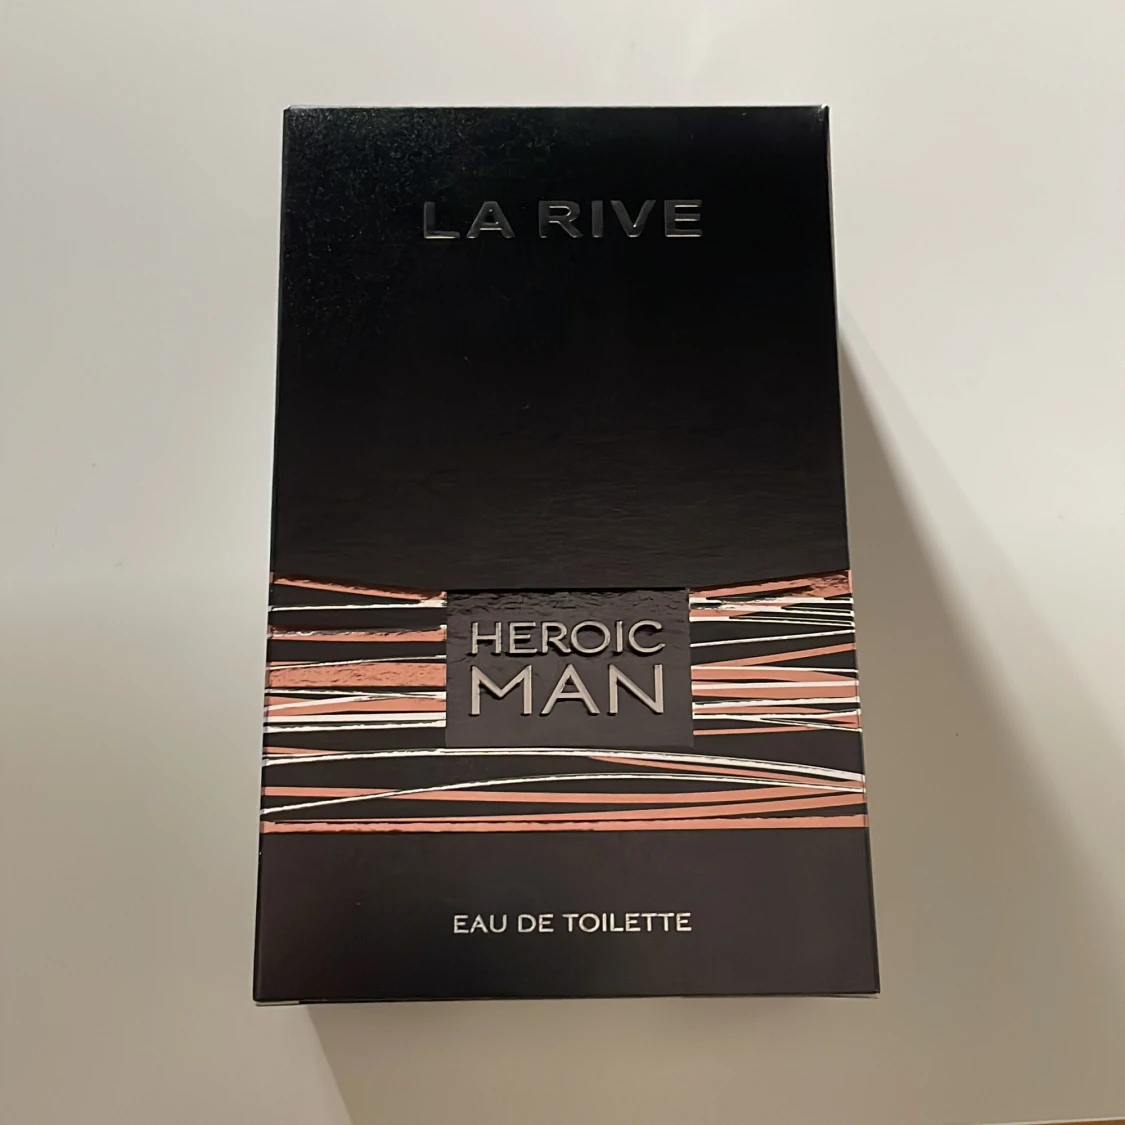 LA RIVE
HEROIC
MAN
EAU DE TOILETTE